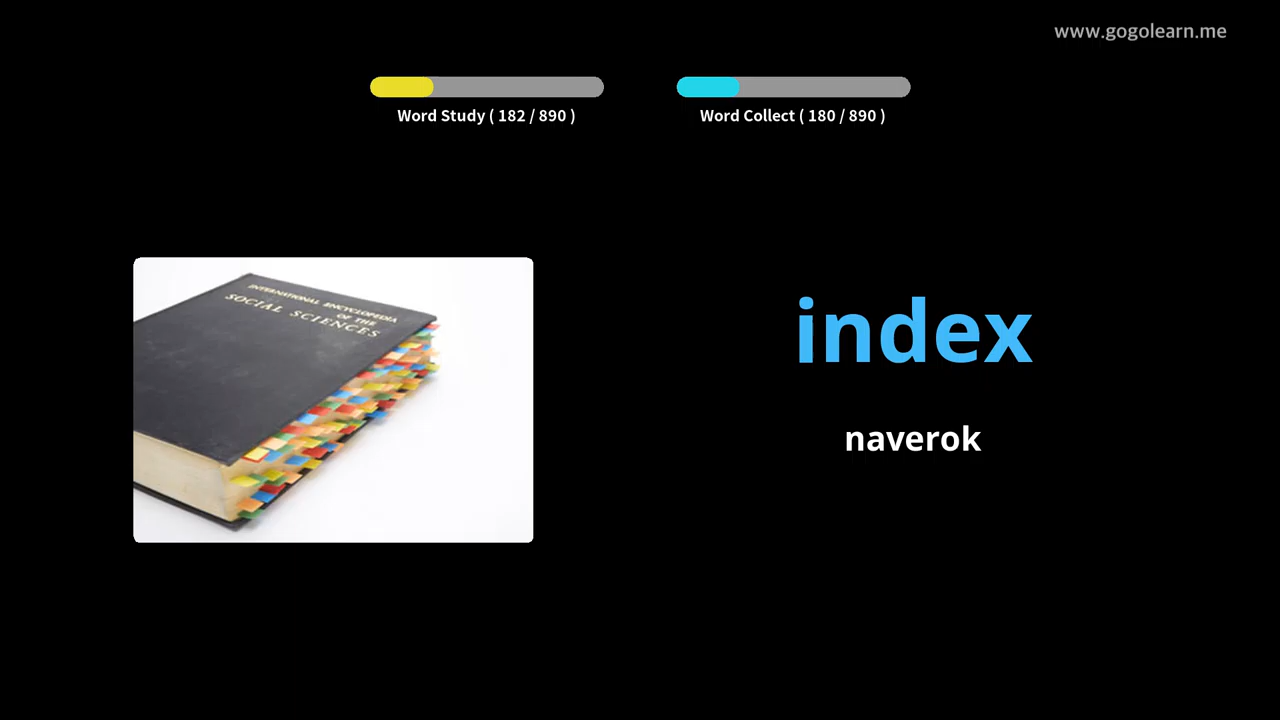 www.gogolearn.me
Word Study ( 182 / 890 )
Word Collect ( 180 / 890 )
INTERNATIONAL ENCYCLOPEDIA
OF THE
SOCIAL SCIENCES
index
naverok